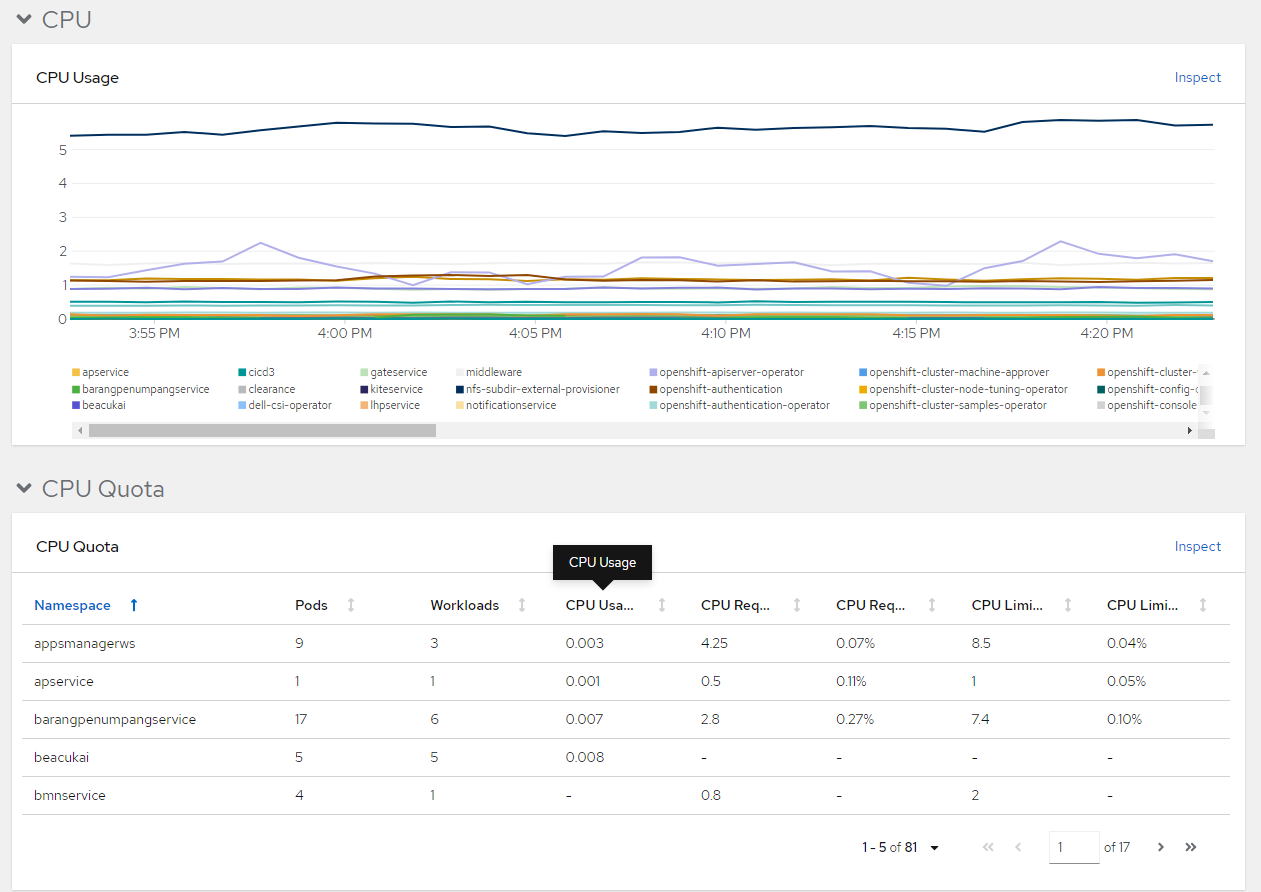 CPU
CPU Usage Inspect
5
4
3
2
1
0
3:55 PM 4:00 PM 4:05 PM 4:10 PM 4:15 PM 4:20 PM
apservice cicd3 gateservice middleware openshift-apiserver-operator openshift-cluster-machine-approver openshift-cluster-
barangpenumpangservice clearance kiteservice nfs-subdir-external-provisioner openshift-authentication openshift-cluster-node-tuning-operator openshift-config-
beacukai dell-csi-operator lhpservice notificationservice openshift-authentication-operator openshift-cluster-samples-operator openshift-console
CPU Quota
CPU Quota Inspect
CPU Usage
Namespace Pods Workloads CPU Usa... CPU Req... CPU Req... CPU Limi... CPU Limi...
appsmanagerws 9 3 0.003 4.25 0.07% 8.5 0.04%
apservice 1 1 0.001 0.5 0.11% 1 0.05%
barangpenumpangservice 17 6 0.007 2.8 0.27% 7.4 0.10%
beacukai 5 5 0.008 - - - -
bmnservice 4 1 - 0.8 - 2 -
1 - 5 of 81 1 of 17